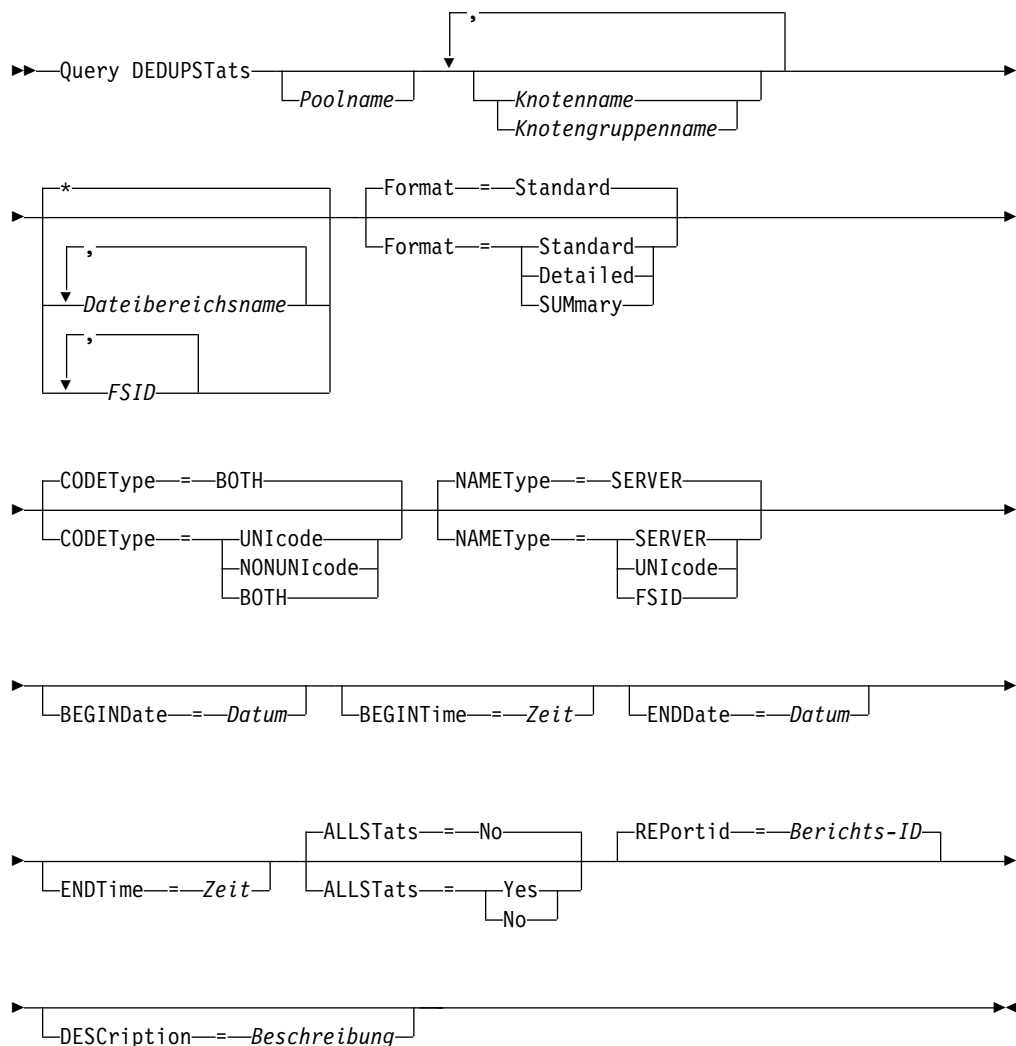 ,
Query DEDUPSTats
Poolname
Knotenname
Knotengruppenname
*
,
Dateibereichsname
,
FSID
Format = Standard
Format = Standard
Detailed
SUMmary
CODEType = BOTH
CODEType = UNIcode
NONUNIcode
BOTH
NAMEType = SERVER
NAMEType = SERVER
UNIcode
FSID
BEGINDate = Datum
BEGINTime = Zeit
ENDDate = Datum
ENDTime = Zeit
ALLSTats = No
ALLSTats = Yes
No
REPortid = Berichts-ID
DESCription = Beschreibung